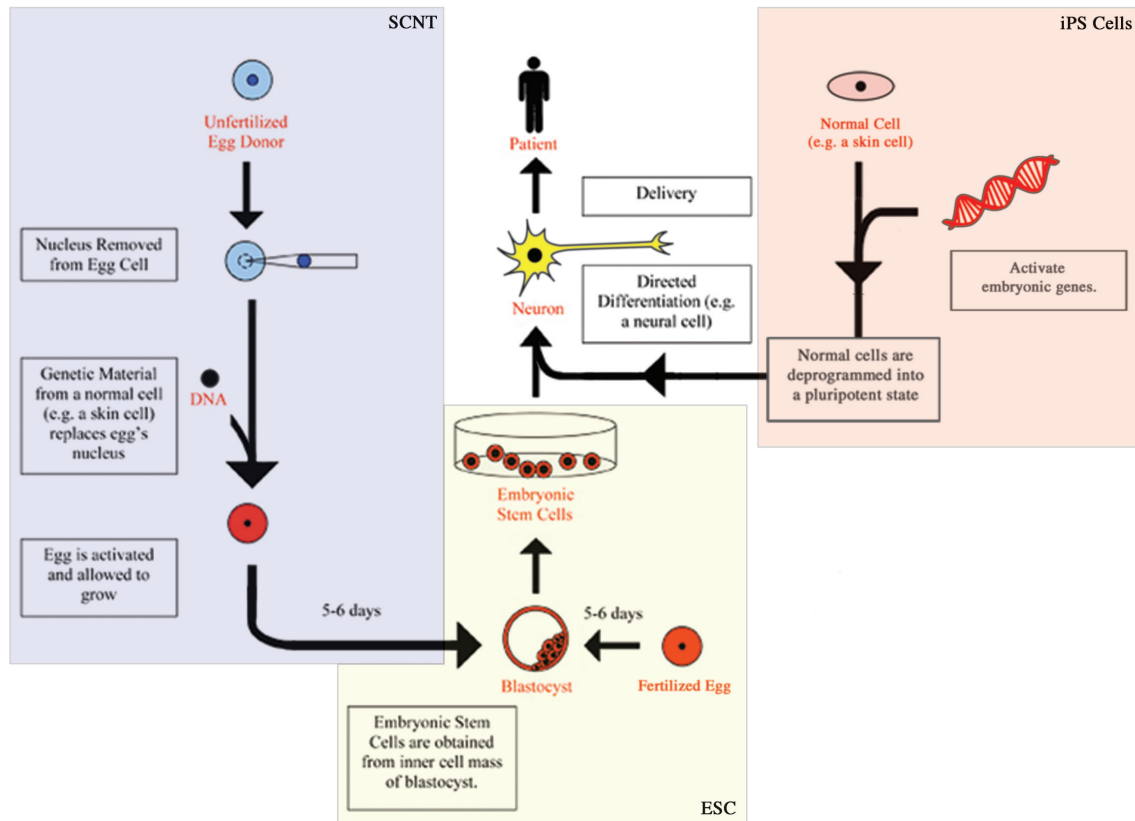 SCNT
Unfertilized
Egg Donor
Nucleus Removed
from Egg Cell
Genetic Material
from a normal cell
(e.g. a skin cell)
replaces egg's
nucleus
DNA
Egg is activated
and allowed to
grow
5-6 days
Patient
Delivery
Neuron
Directed
Differentiation (e.g.
a neural cell)
Embryonic
Stem Cells
5-6 days
Blastocyst
Fertilized Egg
Embryonic Stem
Cells are obtained
from inner cell mass
of blastocyst.
ESC
iPS Cells
Normal Cell
(e.g. a skin cell)
Activate
embryonic genes.
Normal cells are
deprogrammed into
a pluripotent state